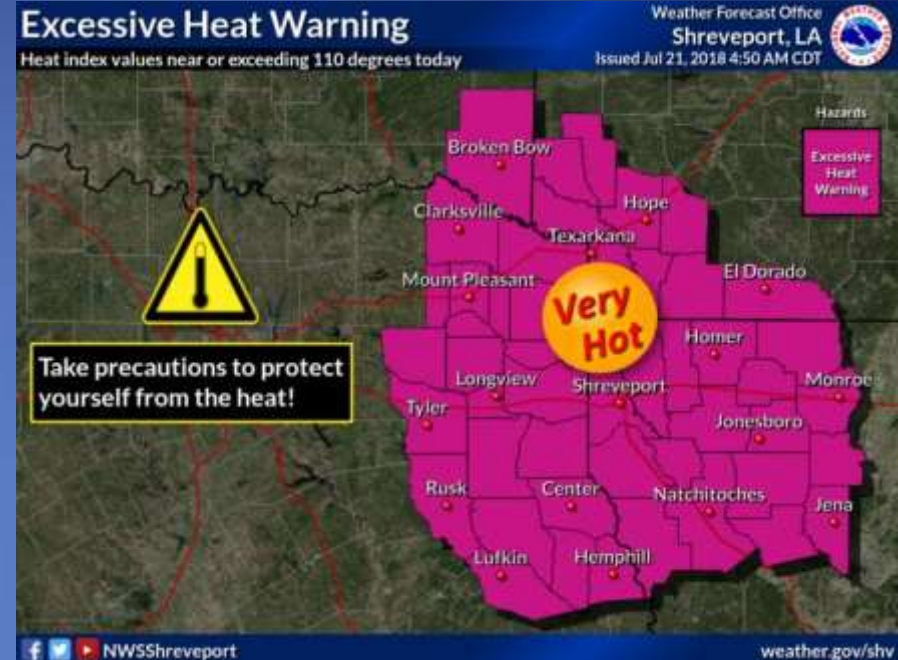 Excessive Heat Warning
Heat index values near or exceeding 110 degrees today
Weather Forecast Office
Shreveport, LA
Issued Jul 21, 2018 4:50 AM CDT
Hazards
Excessive
Heat
Warning
Broken Bow
Clarksville
Hope
Texarkana
Mount Pleasant
El Dorado
Very
Hot
Homer
Take precautions to protect
yourself from the heat!
Longview
Shreveport
Monroe
Tyler
Jonesboro
Rusk
Center
Natchitoches
Jena
Lufkin
Hemphill
NWSShreveport
weather.gov/shv